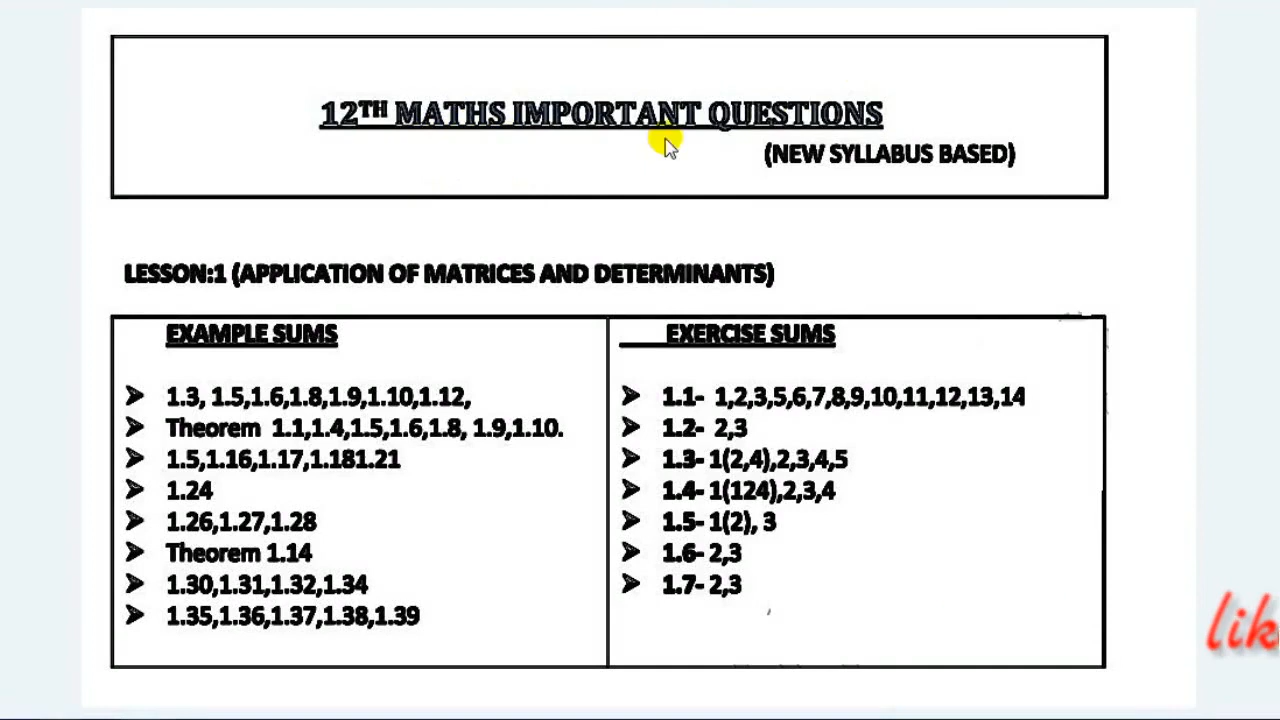 12TH MATHS IMPORTANT QUESTIONS
(NEW SYLLABUS BASED)
LESSON:1 (APPLICATION OF MATRICES AND DETERMINANTS)
EXAMPLE SUMS
➢ 1.3, 1.5,1.6,1.8,1.9,1.10,1.12,
➢ Theorem 1.1,1.4,1.5,1.6,1.8, 1.9,1.10.
➢ 1.5,1.16,1.17,1.181.21
➢ 1.24
➢ 1.26,1.27,1.28
➢ Theorem 1.14
➢ 1.30,1.31,1.32,1.34
➢ 1.35,1.36,1.37,1.38,1.39
EXERCISE SUMS
➢ 1.1- 1,2,3,5,6,7,8,9,10,11,12,13,14
➢ 1.2- 2,3
➢ 1.3- 1(2,4),2,3,4,5
➢ 1.4- 1(124),2,3,4
➢ 1.5- 1(2), 3
➢ 1.6- 2,3
➢ 1.7- 2,3
lik